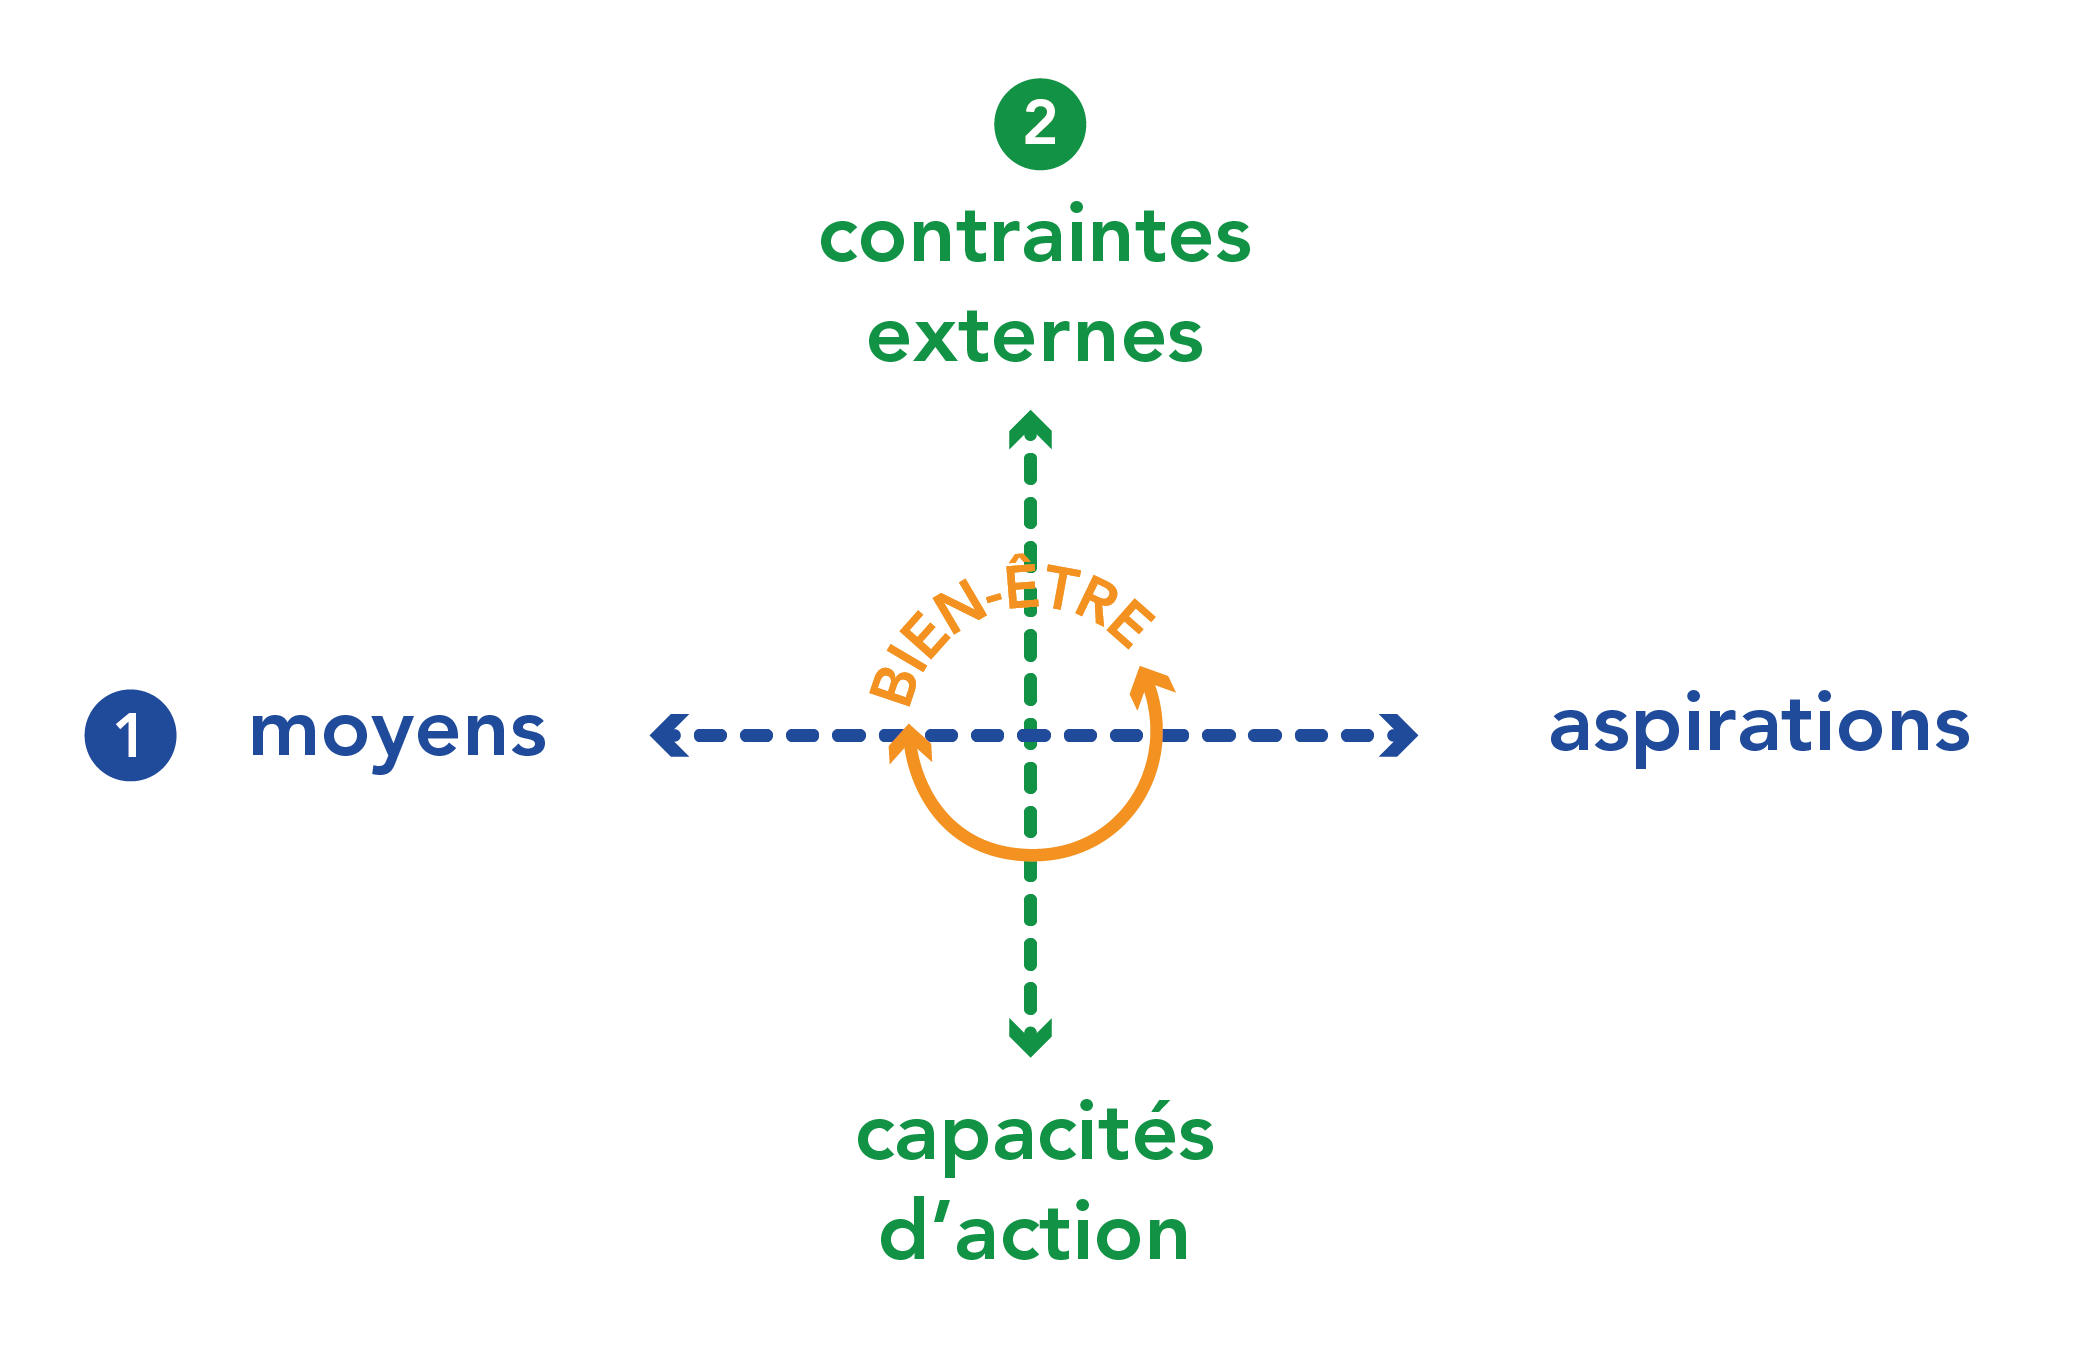 2
contraintes
externes
BIEN-ÊTRE
1 moyens
aspirations
capacités
d’action